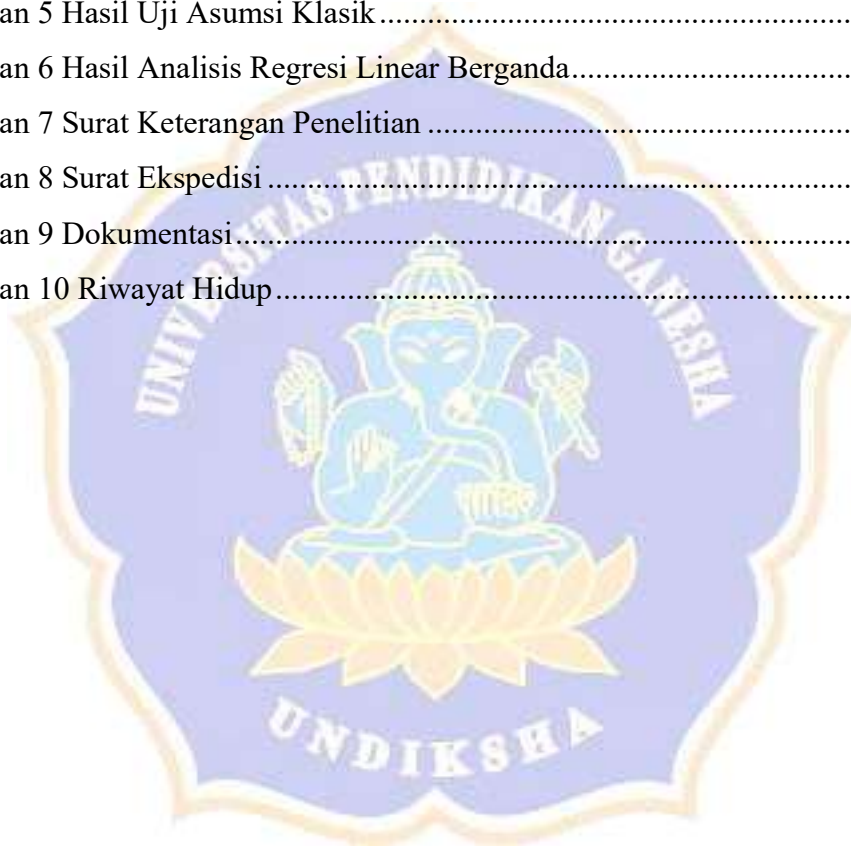 an 5 Hasil Uji Asumsi Klasik................................................................
an 6 Hasil Analisis Regresi Linear Berganda.....................................
an 7 Surat Keterangan Penelitian ........................................................
an 8 Surat Ekspedisi ............................................................................
an 9 Dokumentasi................................................................................
an 10 Riwayat Hidup...........................................................................
UNIVERSITAS PENDIDIKAN GANESHA
UNDIKSHA